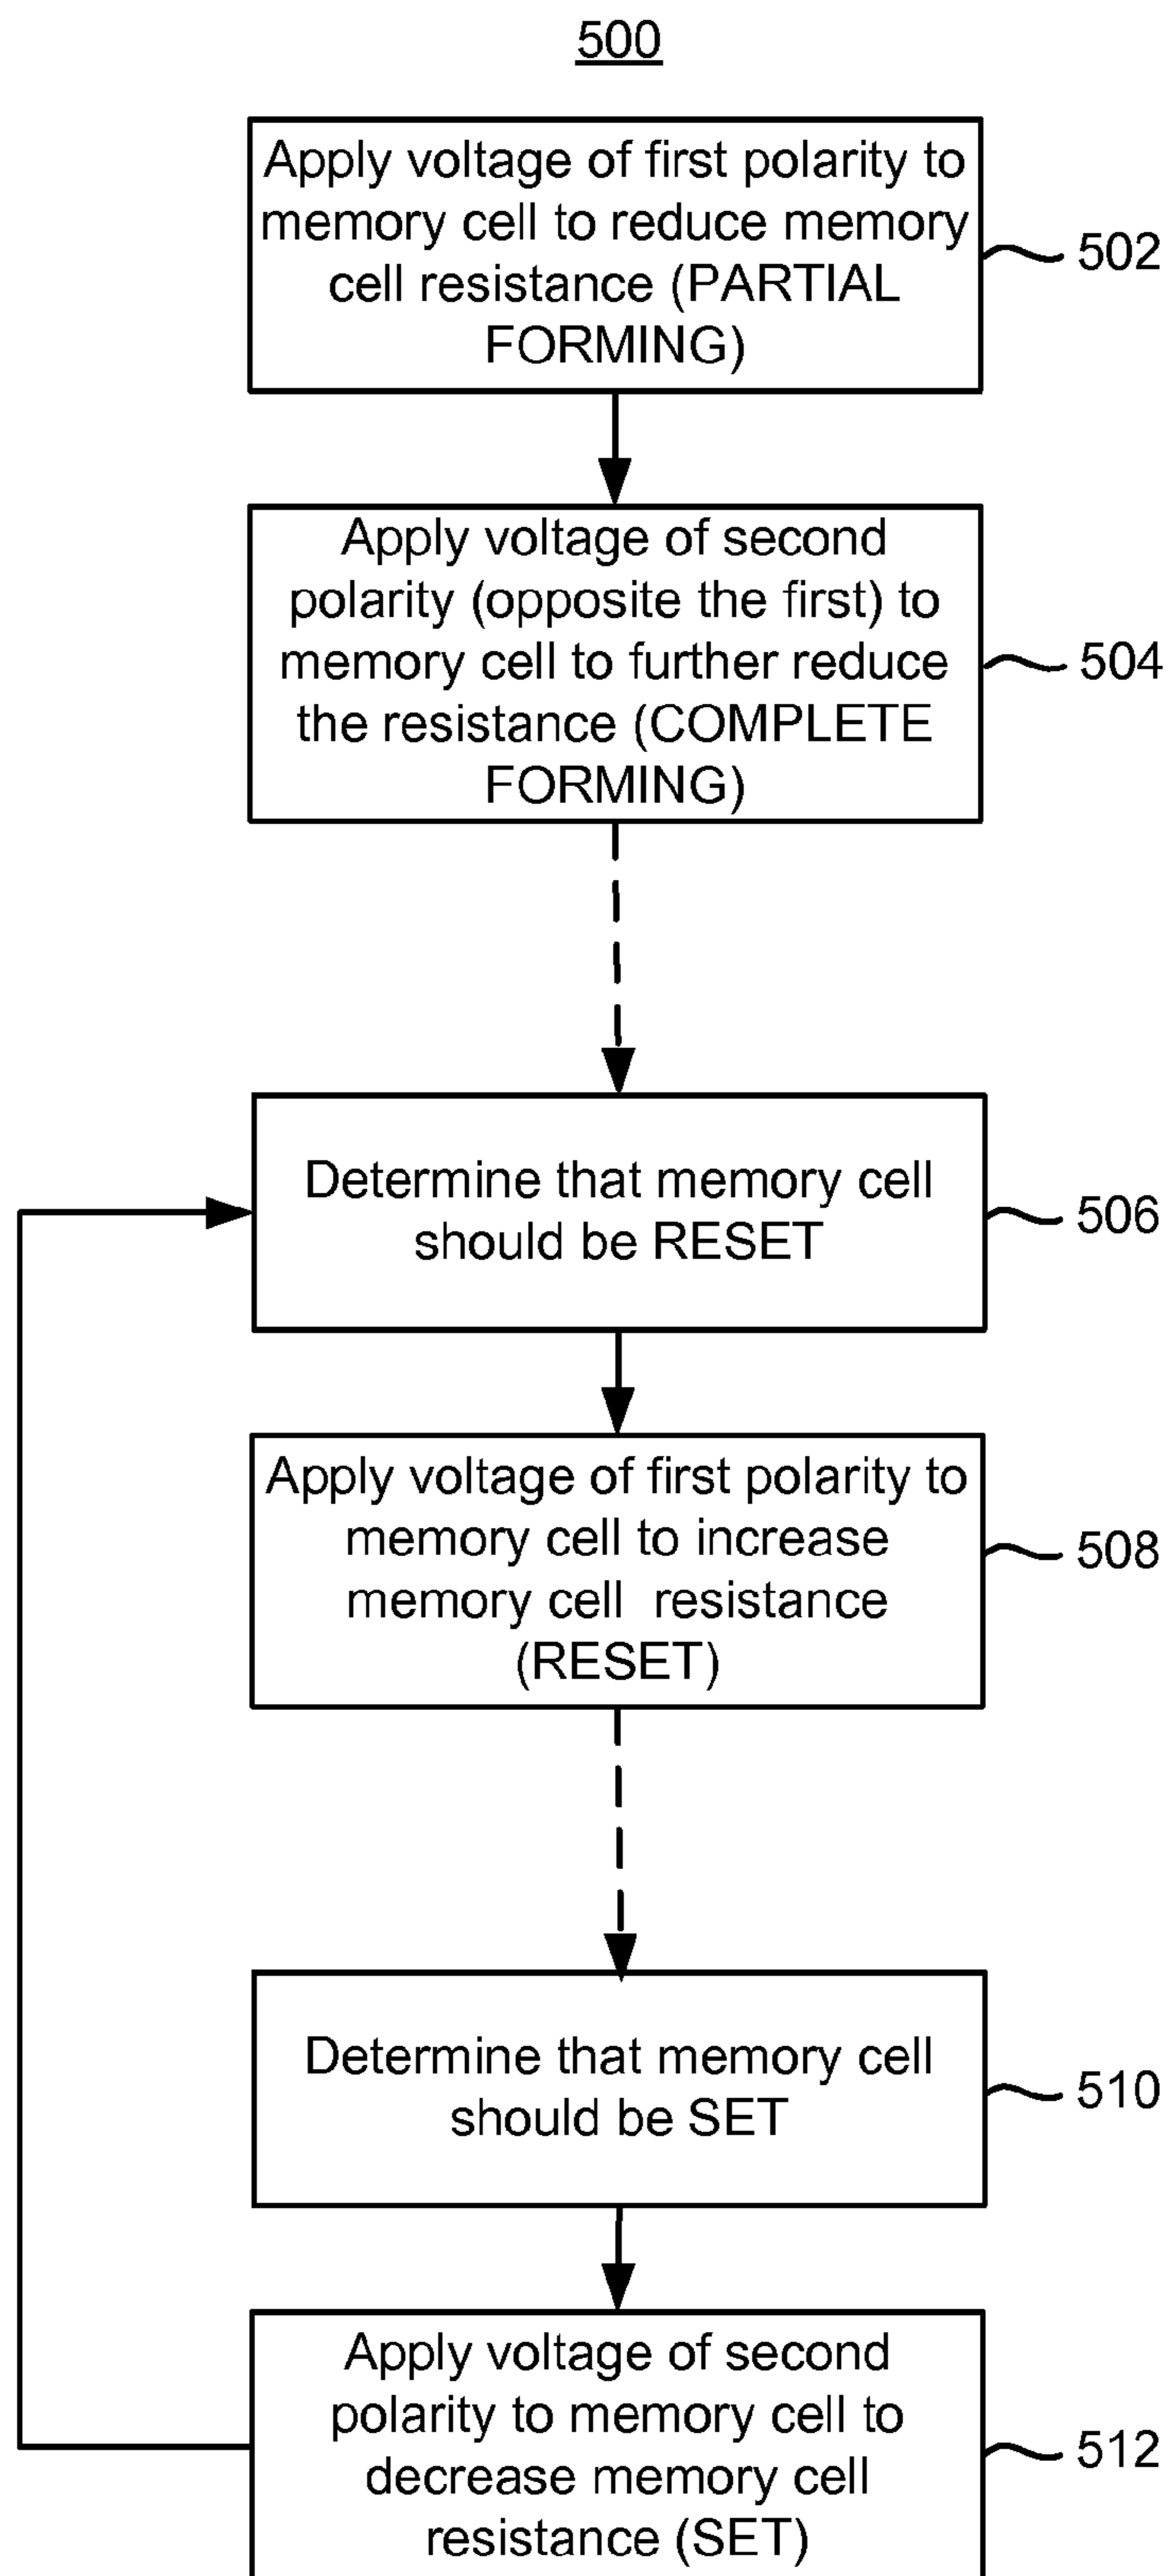 500
Apply voltage of first polarity to
memory cell to reduce memory
cell resistance (PARTIAL
FORMING)
502
Apply voltage of second
polarity (opposite the first) to
memory cell to further reduce
the resistance (COMPLETE
FORMING)
504
Determine that memory cell
should be RESET
506
Apply voltage of first polarity to
memory cell to increase
memory cell resistance
(RESET)
508
Determine that memory cell
should be SET
510
Apply voltage of second
polarity to memory cell to
decrease memory cell
resistance (SET)
512